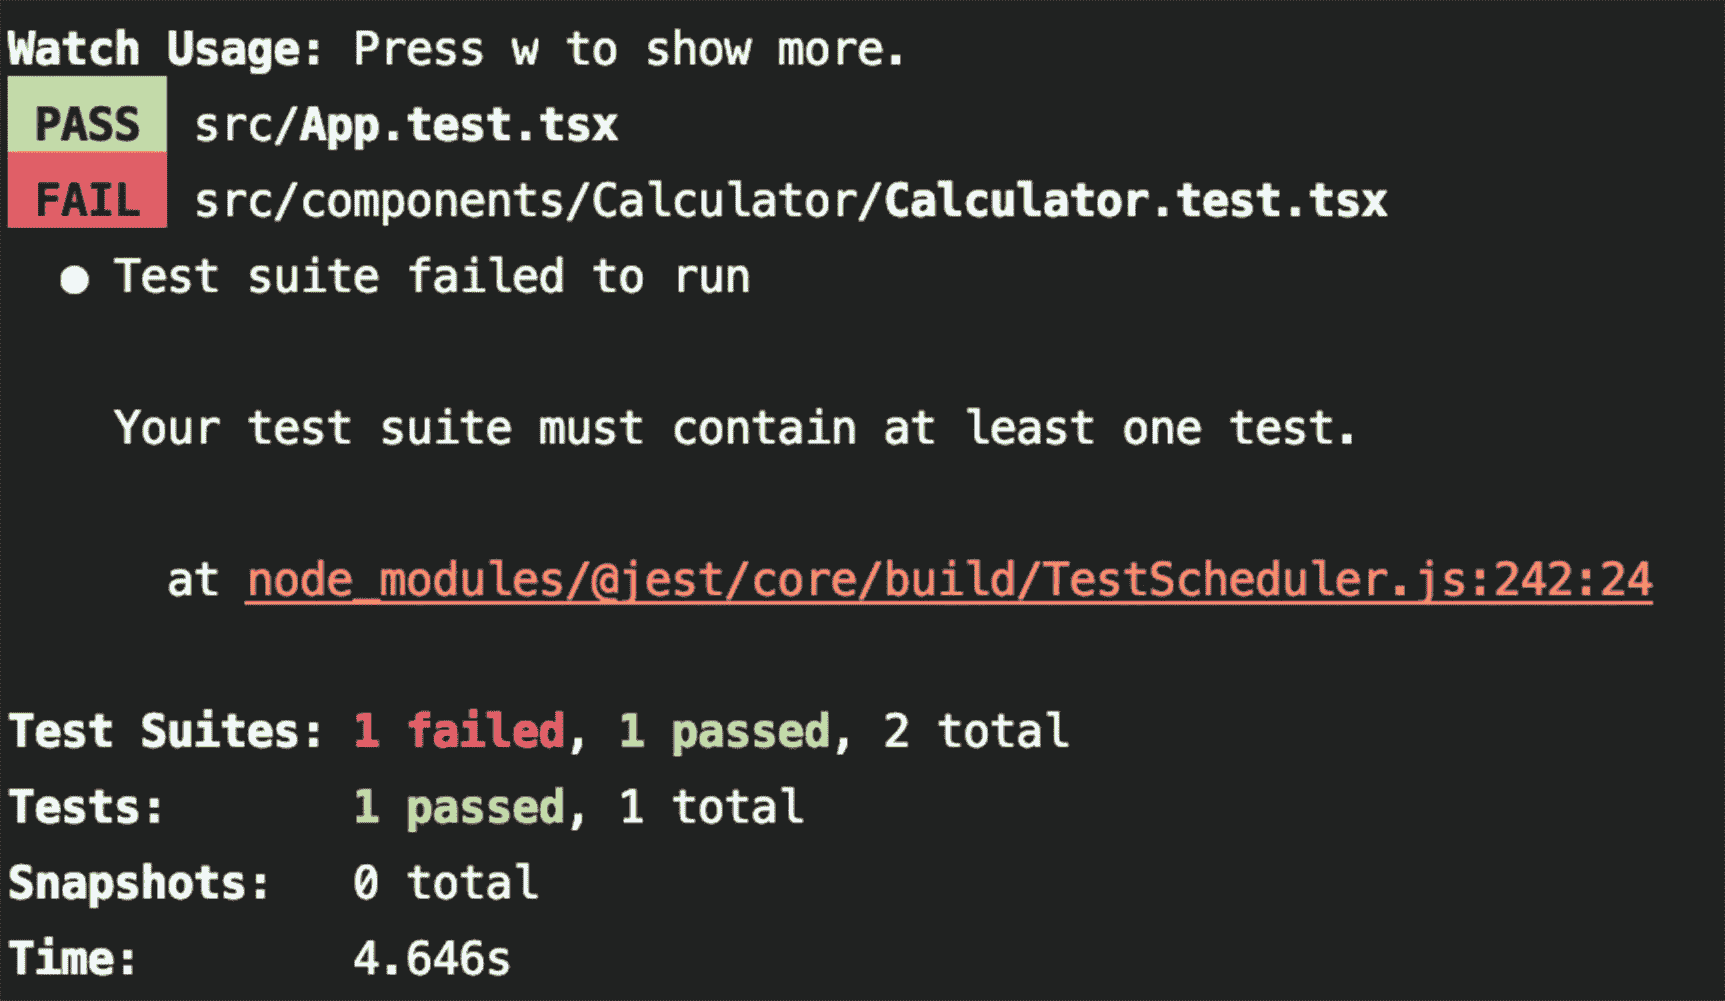 Watch Usage: Press w to show more.
PASS src/App.test.tsx
FAIL src/components/Calculator/Calculator.test.tsx
● Test suite failed to run
Your test suite must contain at least one test.
at node_modules/@jest/core/build/TestScheduler.js:242:24
Test Suites: 1 failed, 1 passed, 2 total
Tests: 1 passed, 1 total
Snapshots: 0 total
Time: 4.646s